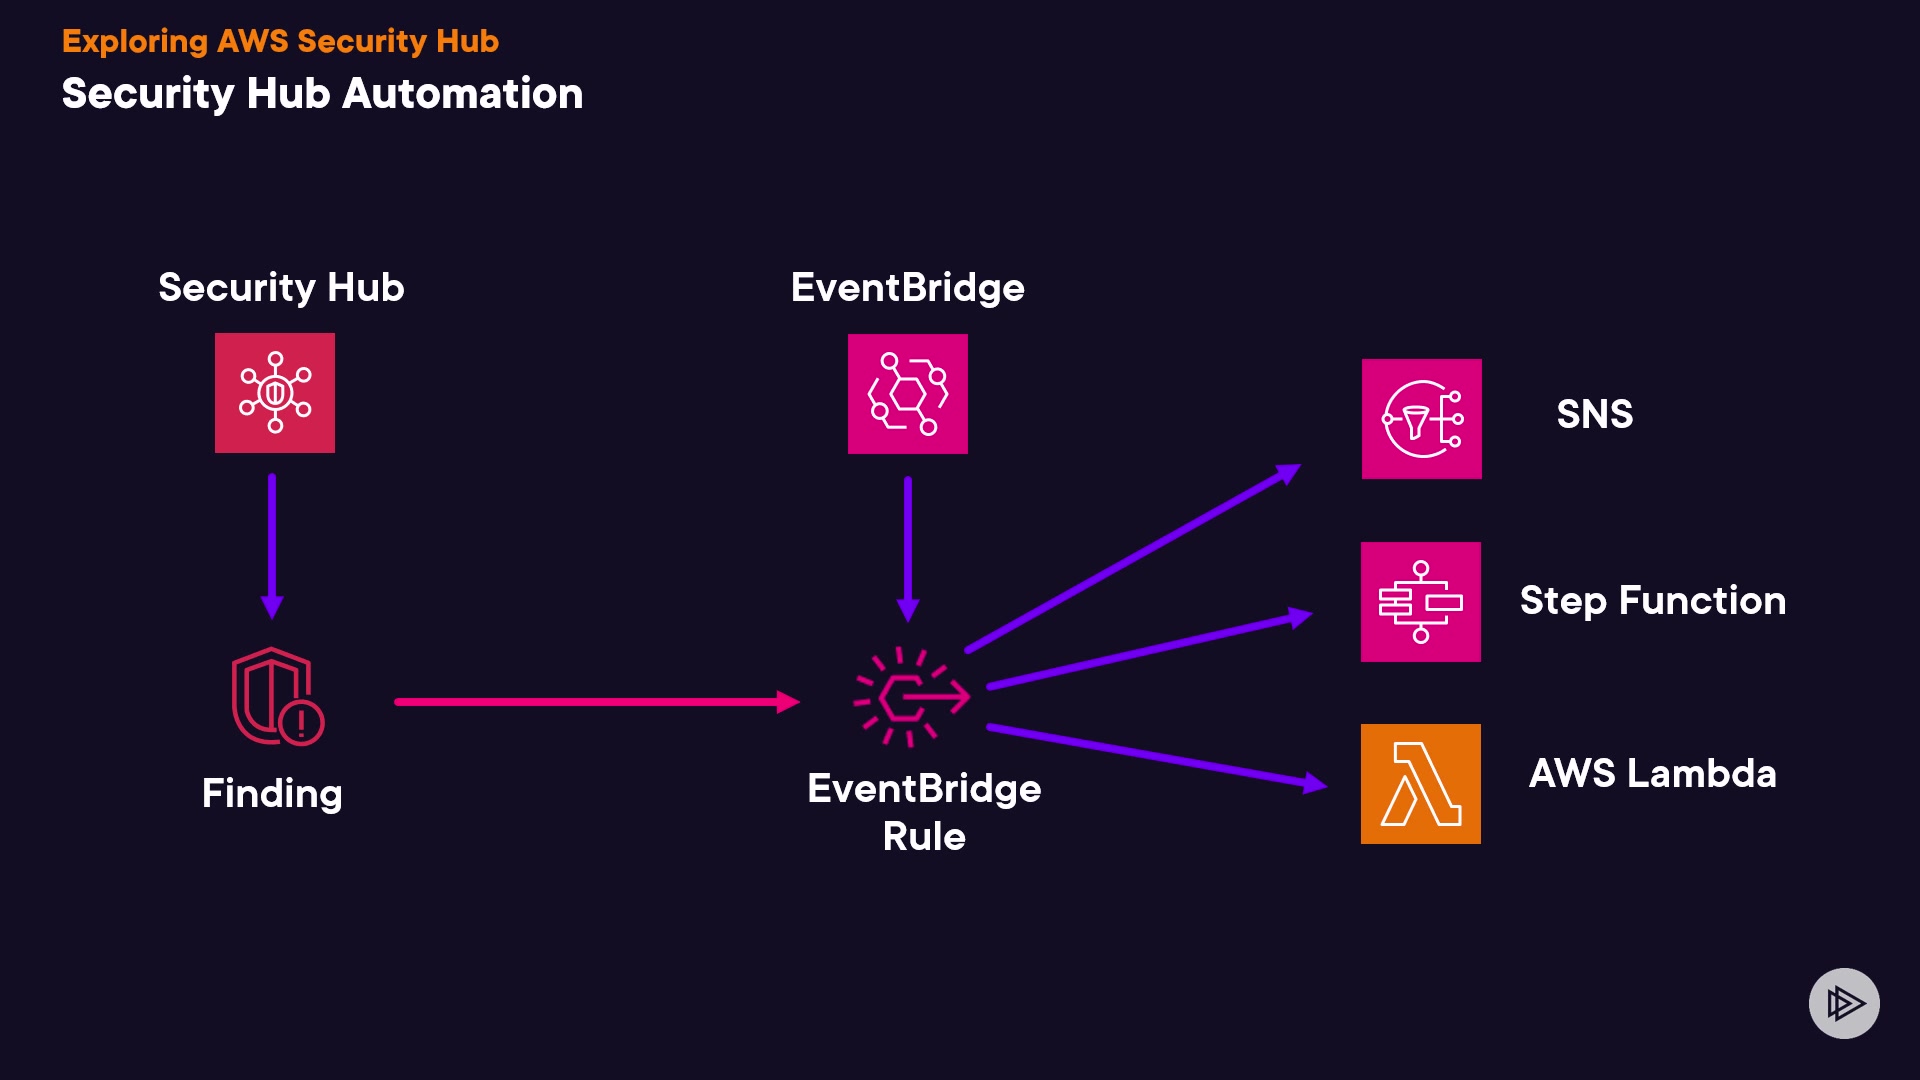 Exploring AWS Security Hub
Security Hub Automation
Security Hub
EventBridge
SNS
Step Function
AWS Lambda
Finding
EventBridge
Rule